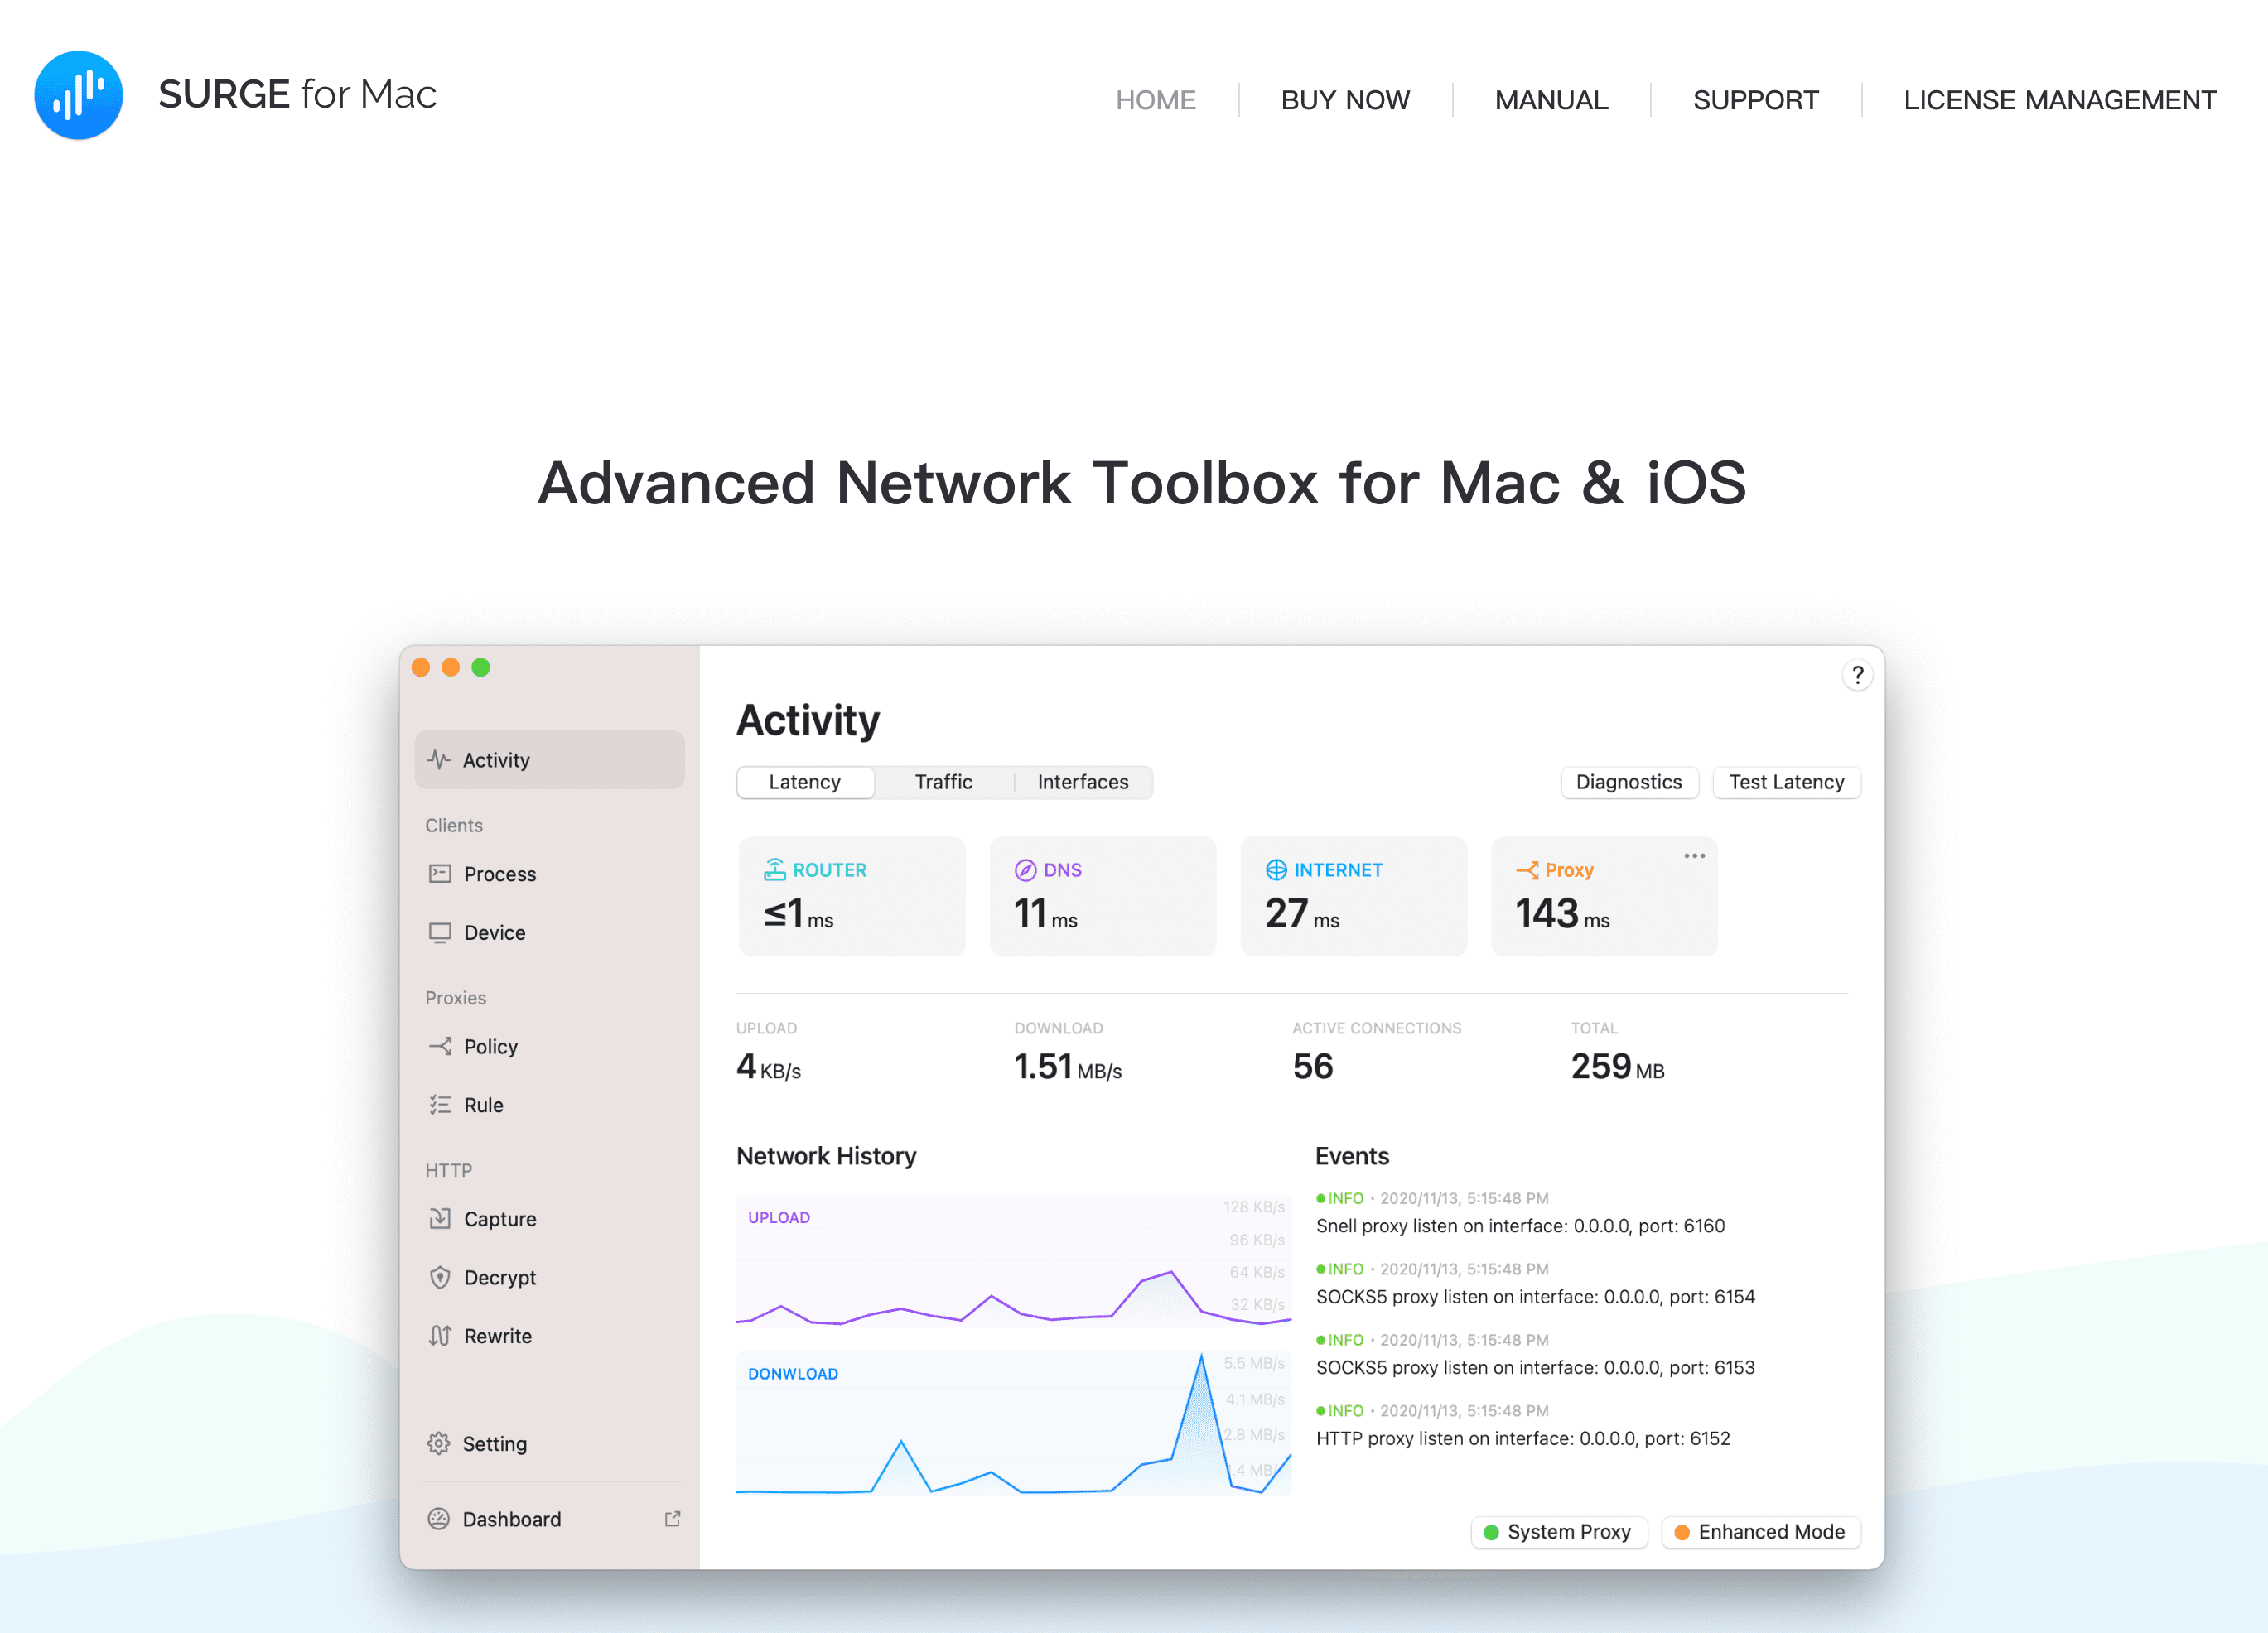 SURGE for Mac
HOME
BUY NOW
MANUAL
SUPPORT
LICENSE MANAGEMENT
Advanced Network Toolbox for Mac & iOS
?
Activity
Clients
Process
Device
Proxies
Policy
Rule
HTTP
Capture
Decrypt
Rewrite
Setting
Dashboard
Activity
Latency
Traffic
Interfaces
Diagnostics
Test Latency
ROUTER
≤1 ms
DNS
11 ms
INTERNET
27 ms
Proxy
143 ms
UPLOAD
4 KB/s
DOWNLOAD
1.51 MB/s
ACTIVE CONNECTIONS
56
TOTAL
259 MB
Network History
UPLOAD
128 KB/s
96 KB/s
64 KB/s
32 KB/s
DONWLOAD
5.5 MB/s
4.1 MB/s
2.8 MB/s
Events
INFO · 2020/11/13, 5:15:48 PM
Snell proxy listen on interface: 0.0.0.0, port: 6160
INFO · 2020/11/13, 5:15:48 PM
SOCKS5 proxy listen on interface: 0.0.0.0, port: 6154
INFO · 2020/11/13, 5:15:48 PM
SOCKS5 proxy listen on interface: 0.0.0.0, port: 6153
INFO · 2020/11/13, 5:15:48 PM
HTTP proxy listen on interface: 0.0.0.0, port: 6152
System Proxy
Enhanced Mode